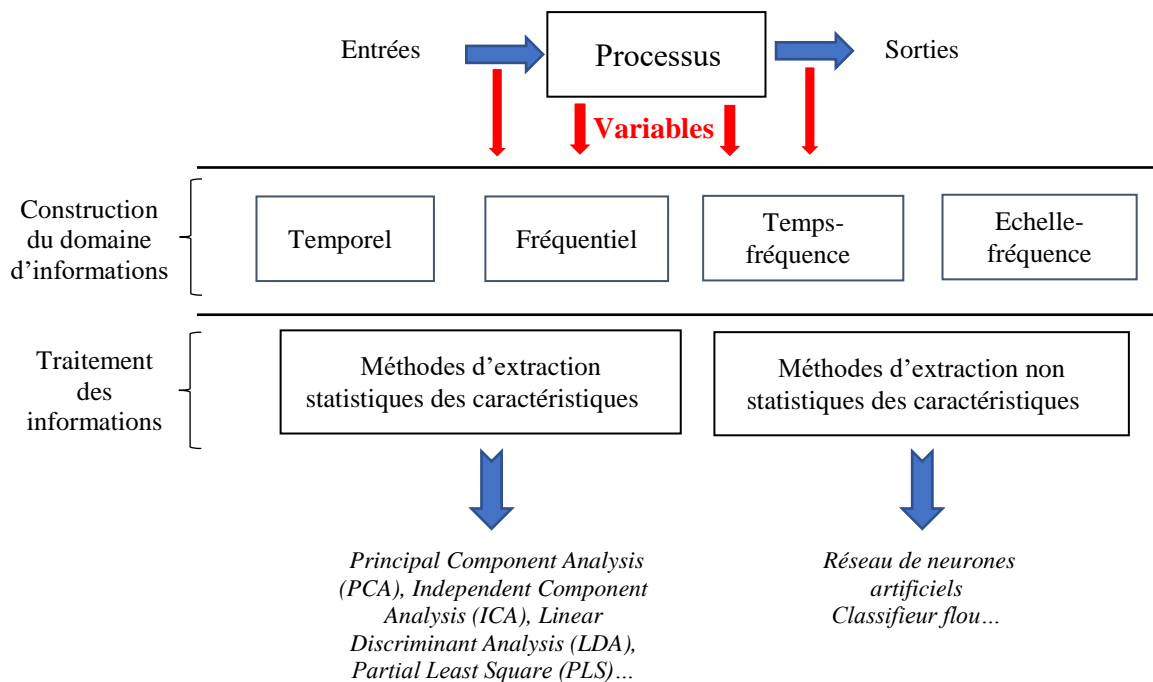 Entrées
Processus
Sorties
Variables
Construction
du domaine
d’informations
Temporel
Fréquentiel
Temps-
fréquence
Echelle-
fréquence
Traitement
des
informations
Méthodes d’extraction
statistiques des caractéristiques
Méthodes d’extraction non
statistiques des caractéristiques
Principal Component Analysis
(PCA), Independent Component
Analysis (ICA), Linear
Discriminant Analysis (LDA),
Partial Least Square (PLS)…
Réseau de neurones
artificiels
Classifieur flou…